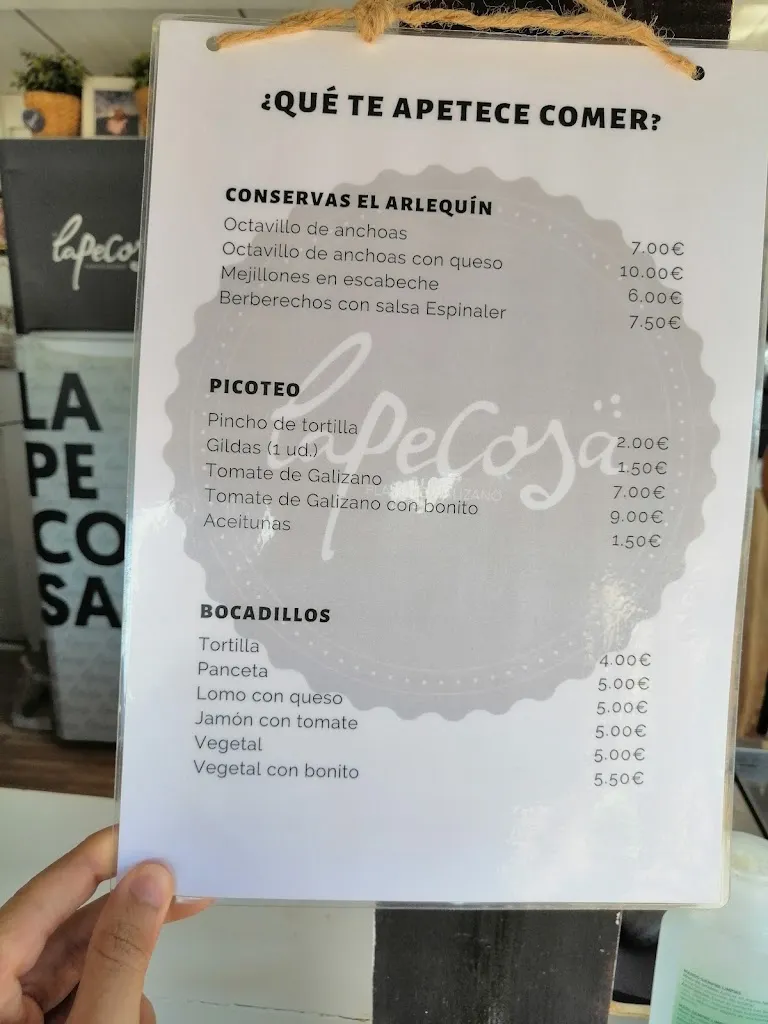 ¿QUÉ TE APETECE COMER?
CONSERVAS EL ARLEQUÍN
Octavillo de anchoas 7.00€
Octavillo de anchoas con queso 10.00€
Mejillones en escabeche 6.00€
Berberechos con salsa Espinaler 7.50€
PICOTEO
Pincho de tortilla 2.00€
Gildas (1 ud.) 1.50€
Tomate de Galizano 7.00€
Tomate de Galizano con bonito 9.00€
Aceitunas 1.50€
BOCADILLOS
Tortilla 4.00€
Panceta 5.00€
Lomo con queso 5.00€
Jamón con tomate 5.00€
Vegetal 5.00€
Vegetal con bonito 5.50€
lapecosa
GALIZANO
lapecos
LA
PE
CO
SA